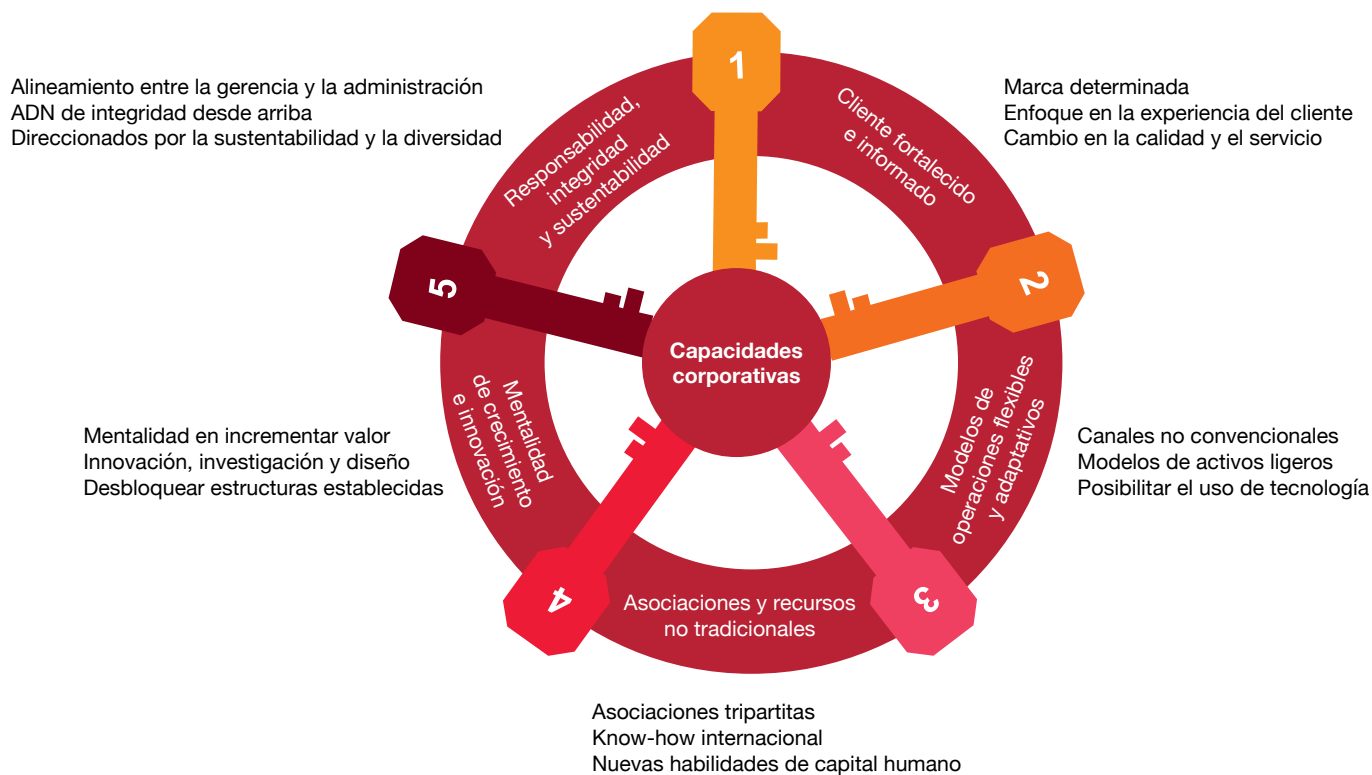 Alineamiento entre la gerencia y la administración
ADN de integridad desde arriba
Direccionados por la sustentabilidad y la diversidad
1
Responsabilidad,
integridad
y sustentabilidad
Cliente fortalecido
e informado
Marca determinada
Enfoque en la experiencia del cliente
Cambio en la calidad y el servicio
5
2
Capacidades
corporativas
Mentalidad
de crecimiento
e innovación
Modelos de
operaciones flexibles
y adaptativos
Mentalidad en incrementar valor
Innovación, investigación y diseño
Desbloquear estructuras establecidas
Canales no convencionales
Modelos de activos ligeros
Posibilitar el uso de tecnología
4
3
Asociaciones y recursos
no tradicionales
Asociaciones tripartitas
Know-how internacional
Nuevas habilidades de capital humano